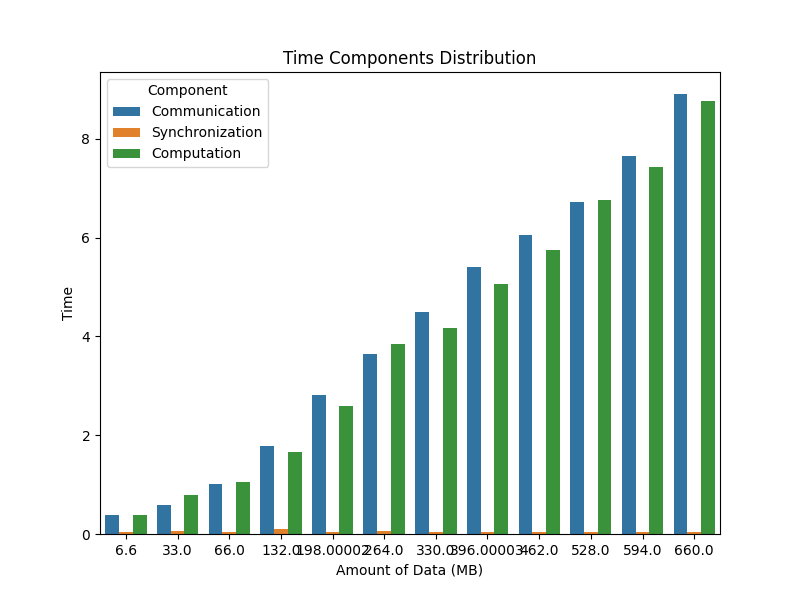 Time Components Distribution
Component
Communication
Synchronization
Computation
8
6
4
2
0
Time
6.6 33.0 66.0 132.0 198.00002 264.0 330.0 396.00003 462.0 528.0 594.0 660.0
Amount of Data (MB)